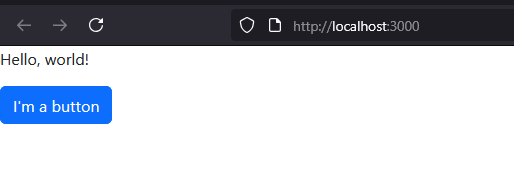 http://localhost:3000
Hello, world!
I'm a button